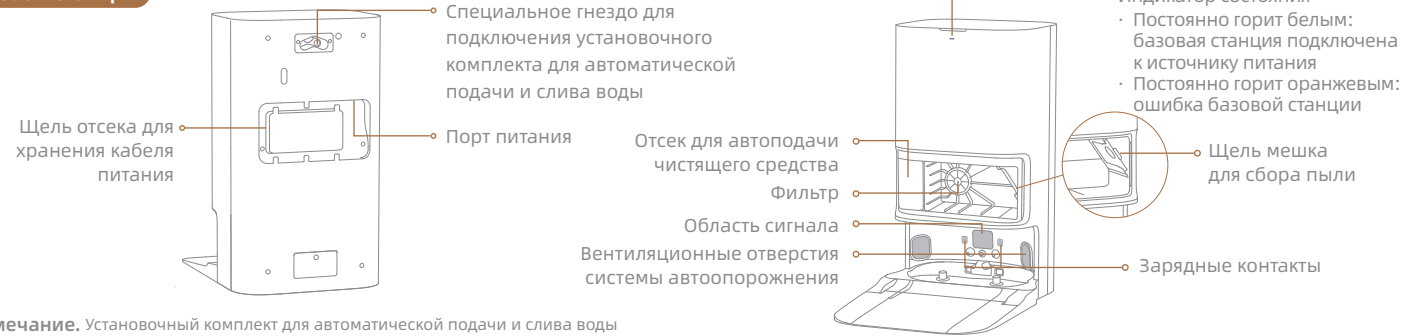 Специальное гнездо для
подключения установочного
комплекта для автоматической
подачи и слива воды
Щель отсека для
хранения кабеля
питания
Порт питания
состояния
· Постоянно горит белым:
базовая станция подключена
к источнику питания
· Постоянно горит оранжевым:
ошибка базовой станции
Отсек для автоподачи
чистящего средства
Фильтр
Область сигнала
Вентиляционные отверстия
системы автоопорожнения
Щель мешка
для сбора пыли
Зарядные контакты
Установочный комплект для автоматической подачи и слива воды